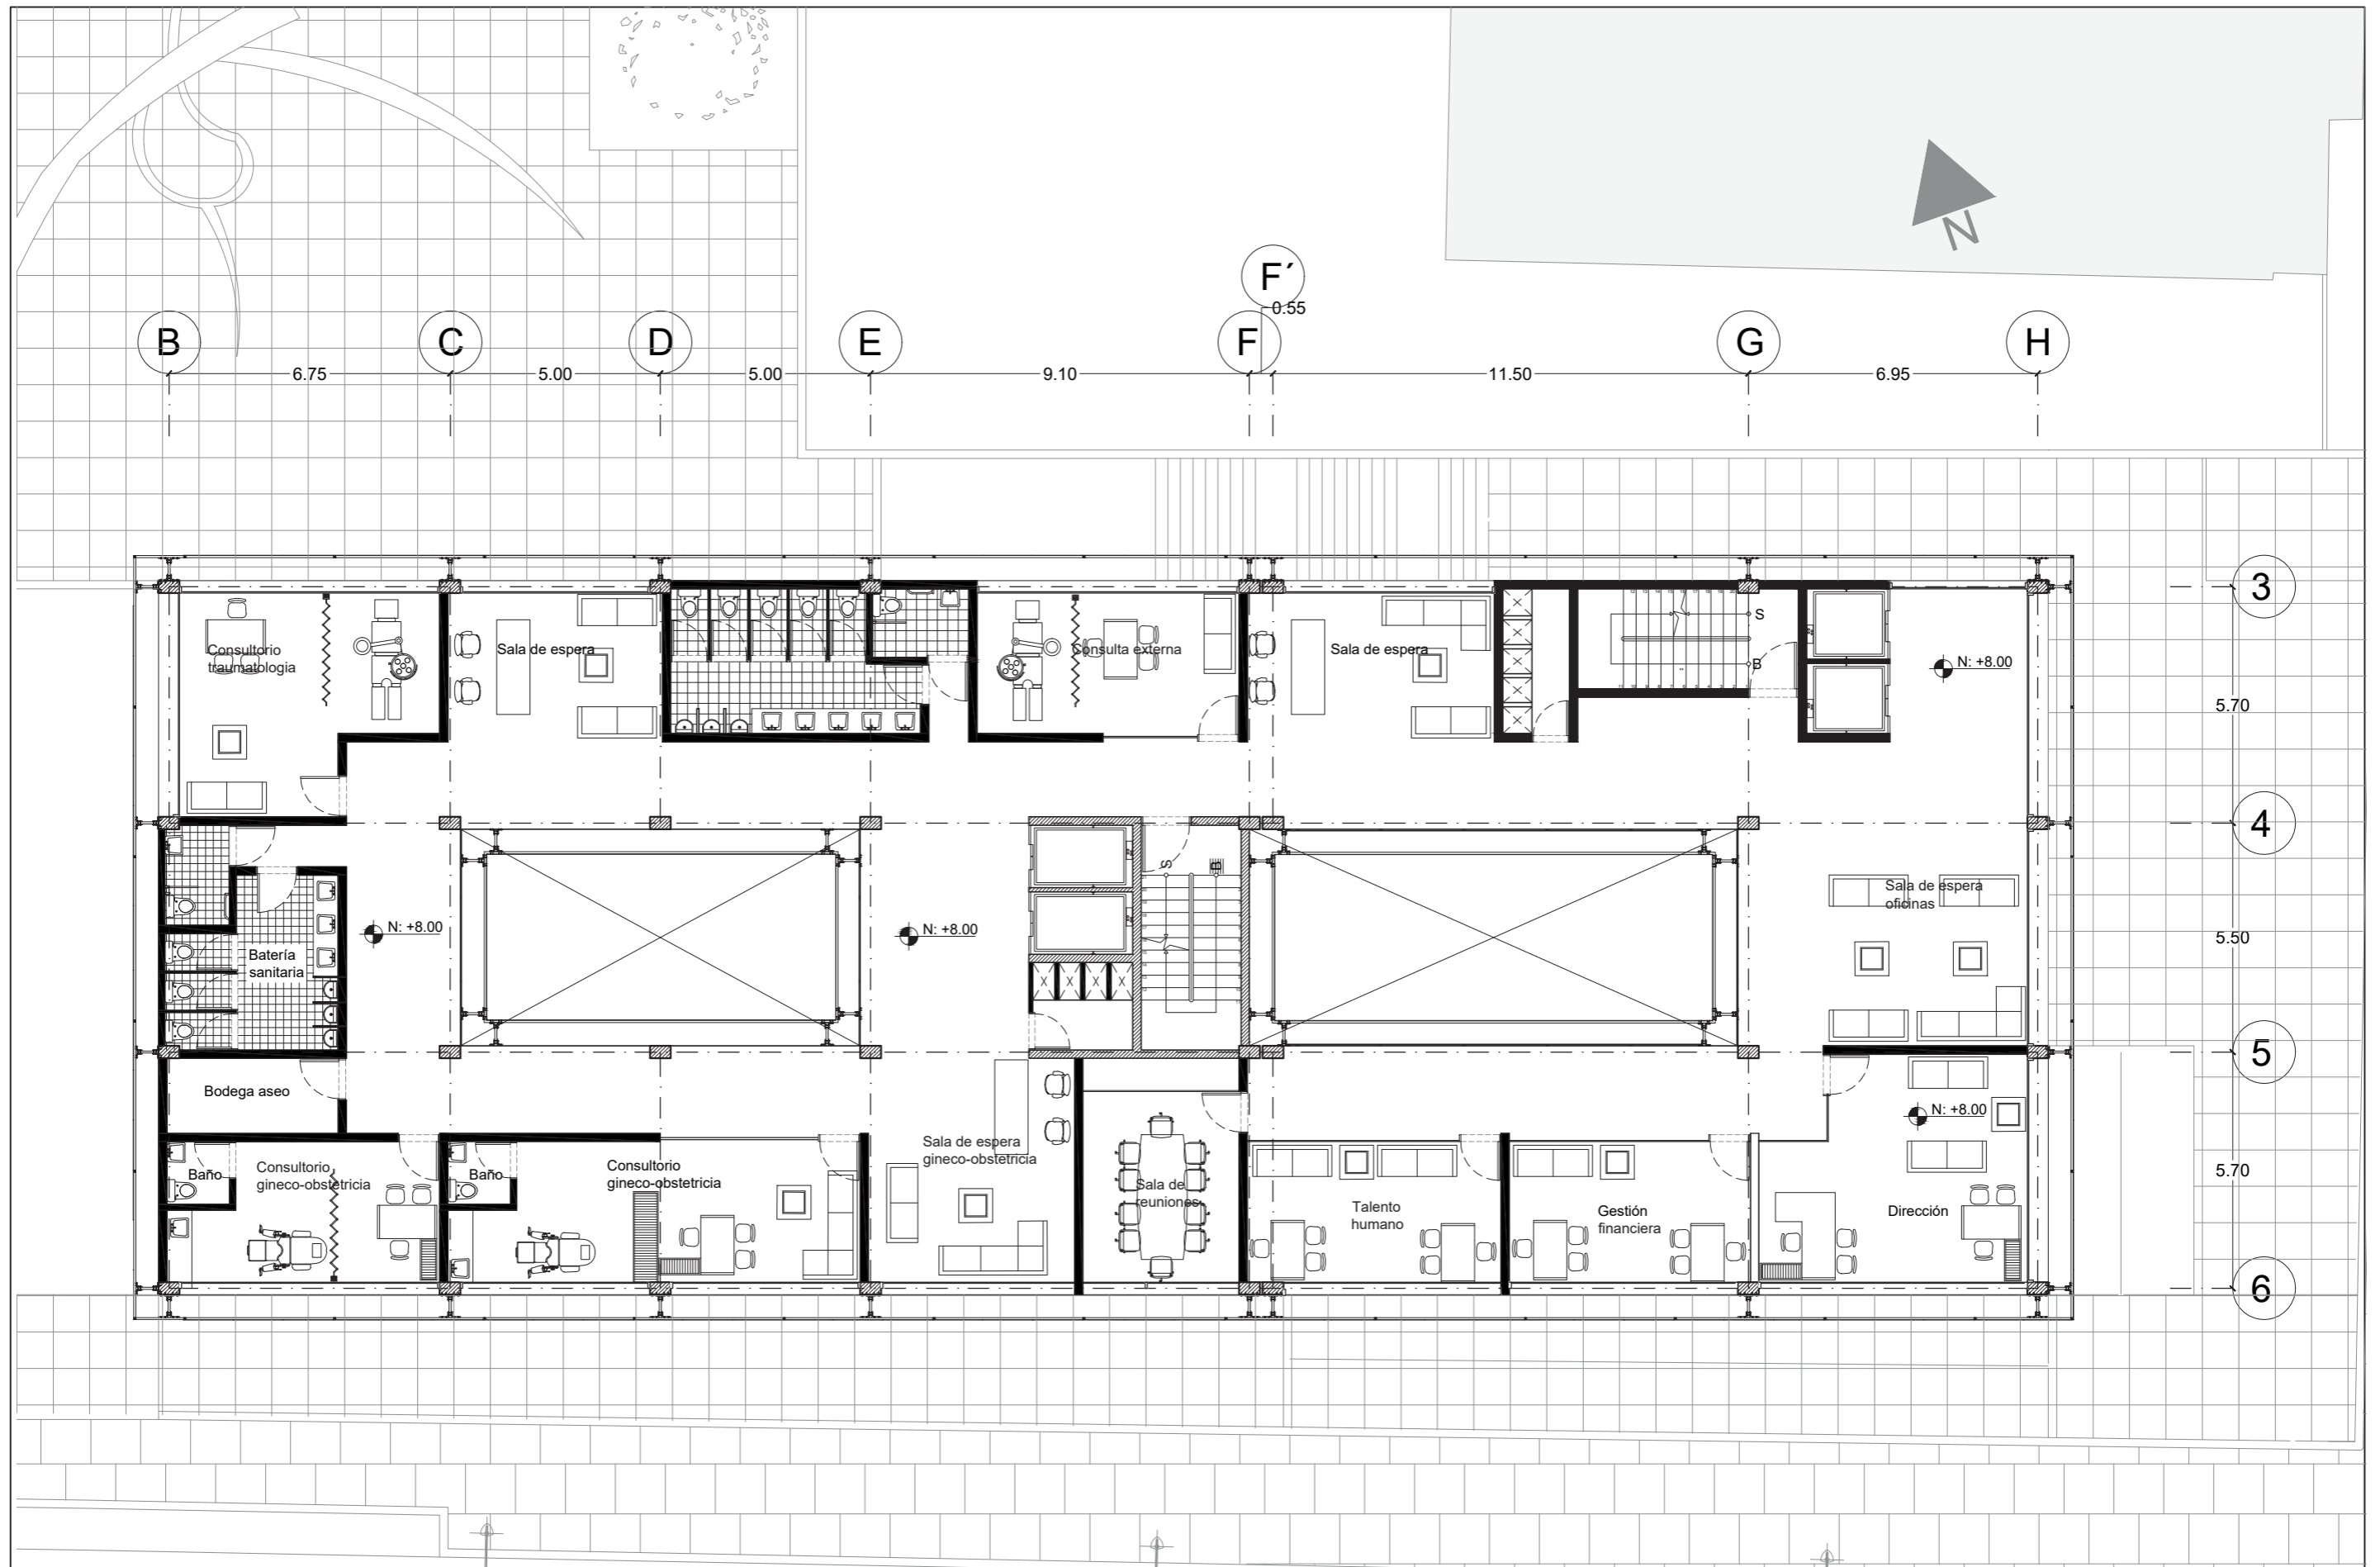 N
F´
0.55
B
C
D
E
F
G
H
6.75
5.00
5.00
9.10
11.50
6.95
3
S
Consultorio
traumatologia
Sala de espera
Consulta externa
Sala de espera
B
N: +8.00
5.70
4
S
B
Sala de espera
oficinas
N: +8.00
N: +8.00
5.50
Batería
sanitaria
5
Bodega aseo
N: +8.00
Sala de espera
gineco-obstetricia
Baño
Consultorio
gineco-obstetricia
Baño
Consultorio
gineco-obstetricia
5.70
Sala de
reuniones
Talento
humano
Gestión
financiera
Dirección
6